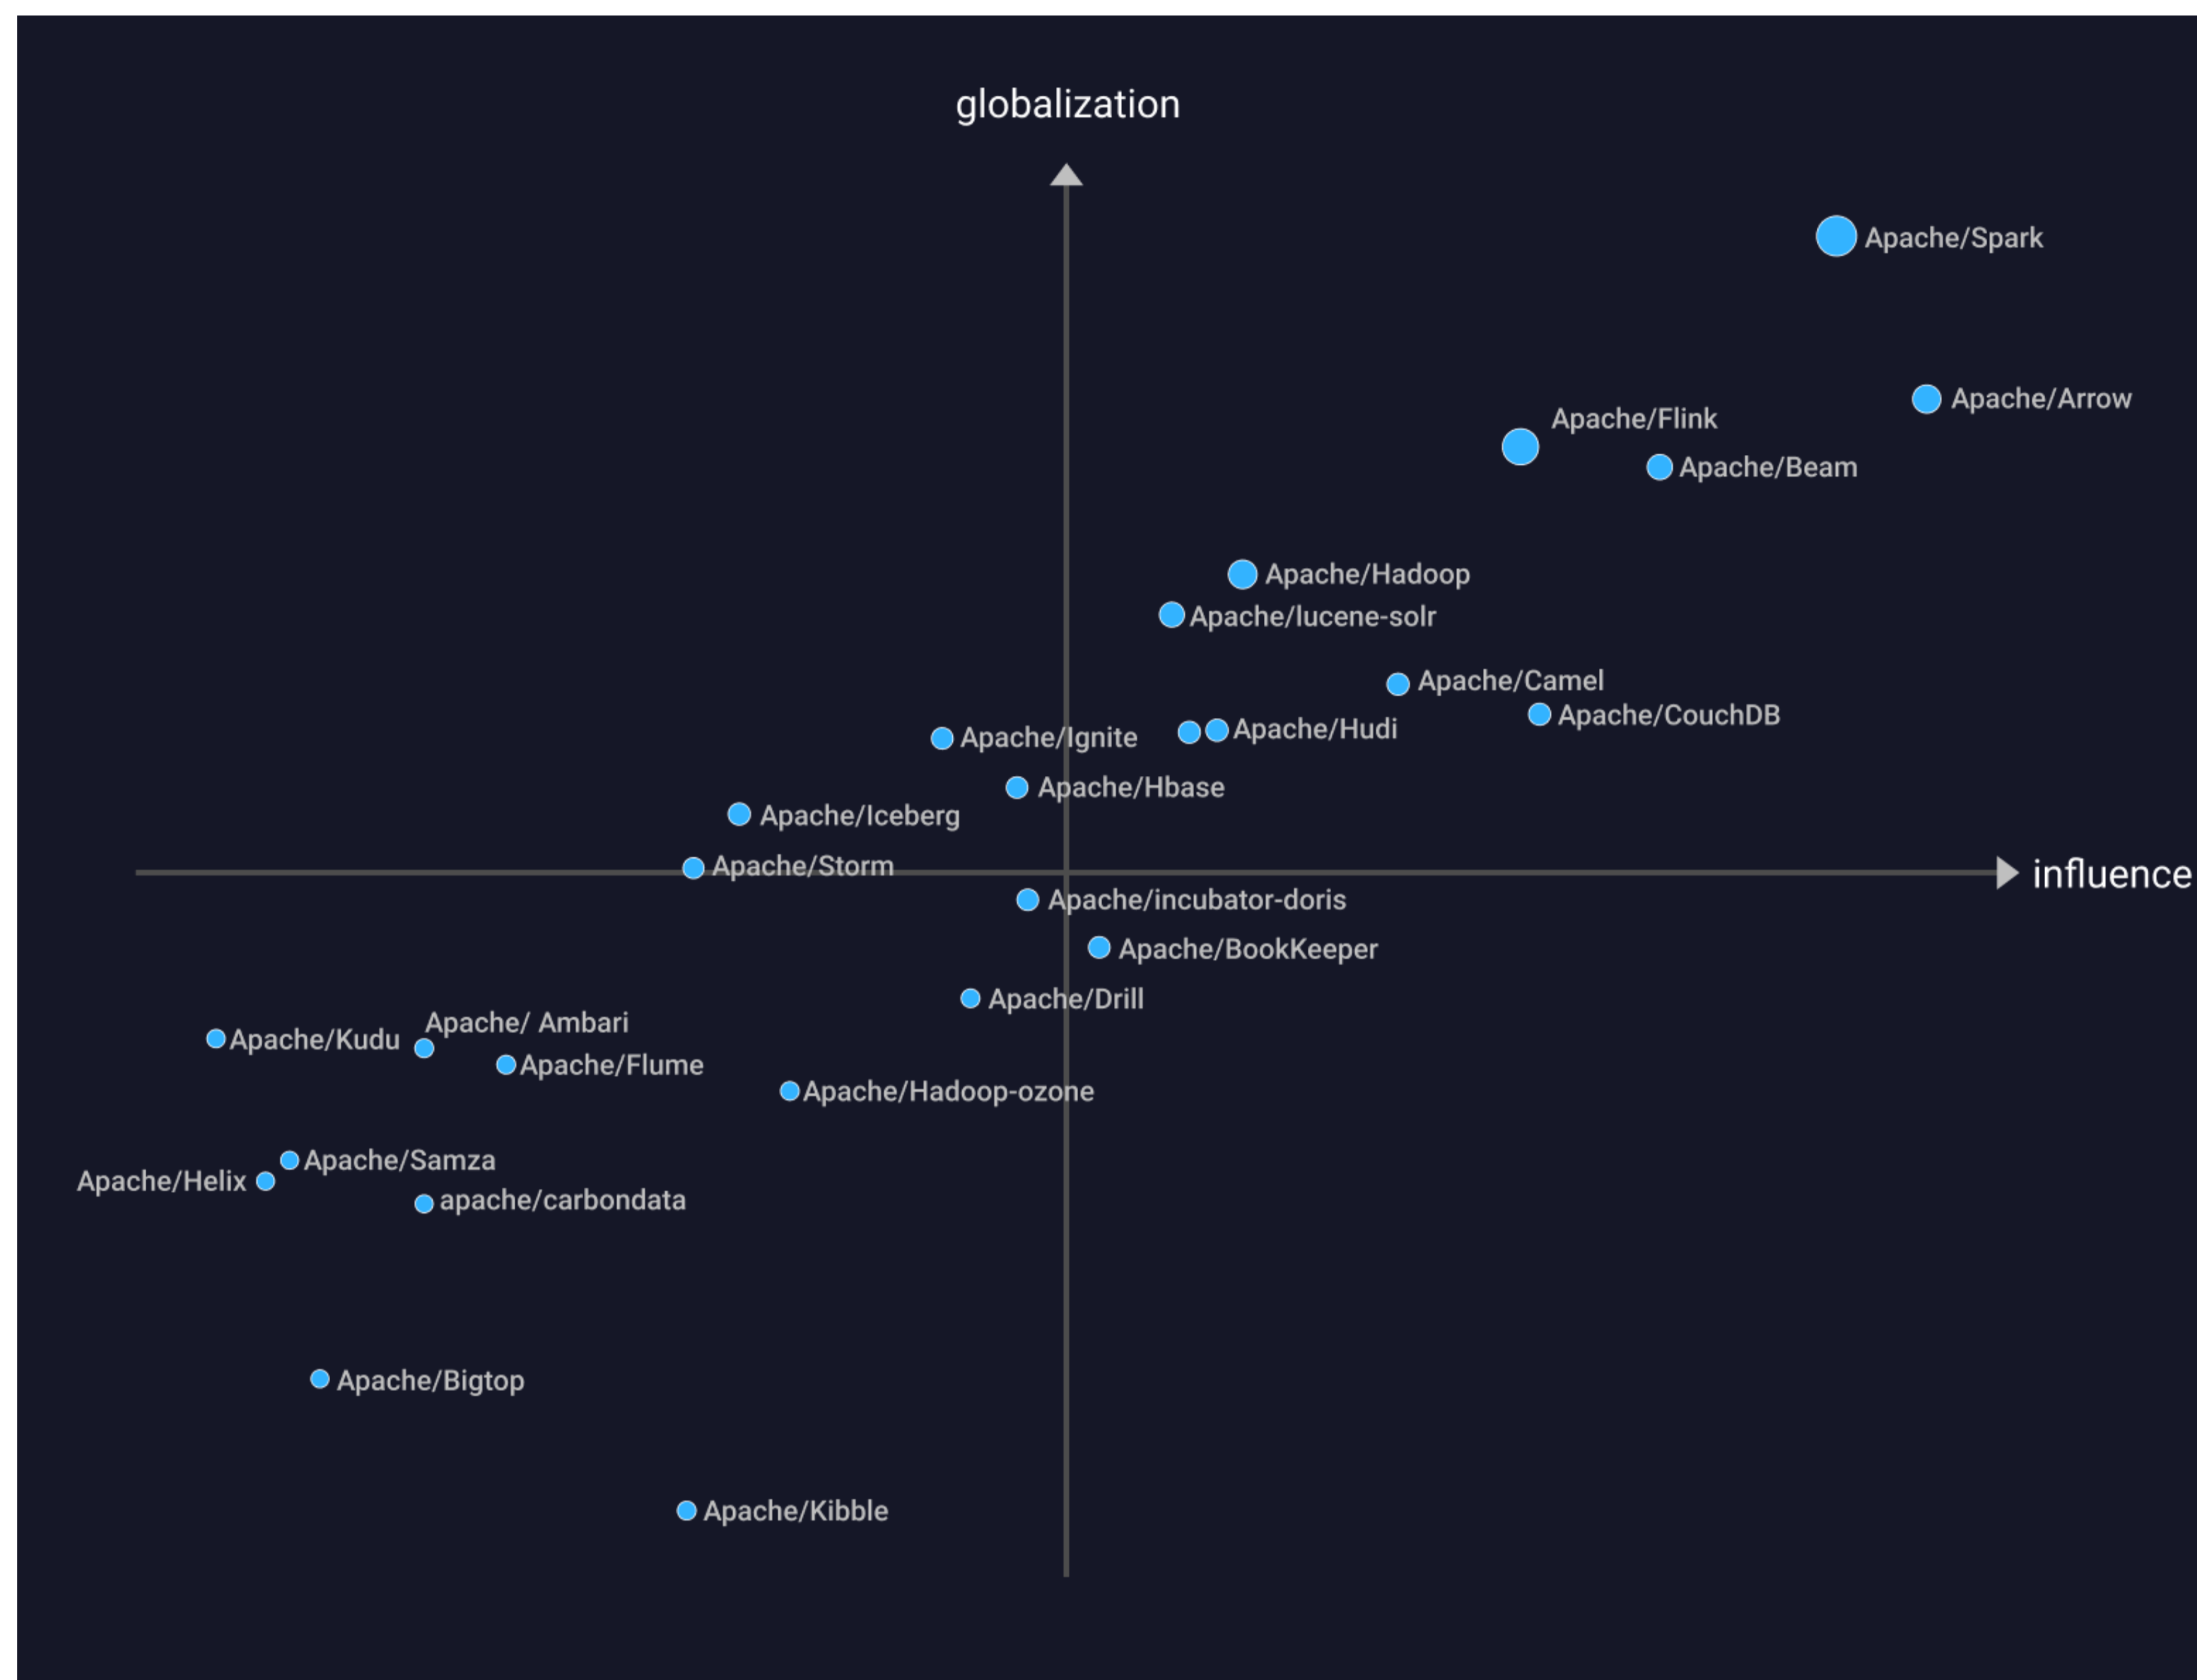 globalization
Apache/Spark
Apache/Arrow
Apache/Flink
Apache/Beam
Apache/Hadoop
Apache/lucene-solr
Apache/Camel
Apache/CouchDB
Apache/Hudi
Apache/Ignite
Apache/Hbase
Apache/Iceberg
Apache/Storm
influence
Apache/incubator-doris
Apache/BookKeeper
Apache/Drill
Apache/ Ambari
Apache/Kudu
Apache/Flume
Apache/Hadoop-ozone
Apache/Samza
Apache/Helix
apache/carbondata
Apache/Bigtop
Apache/Kibble